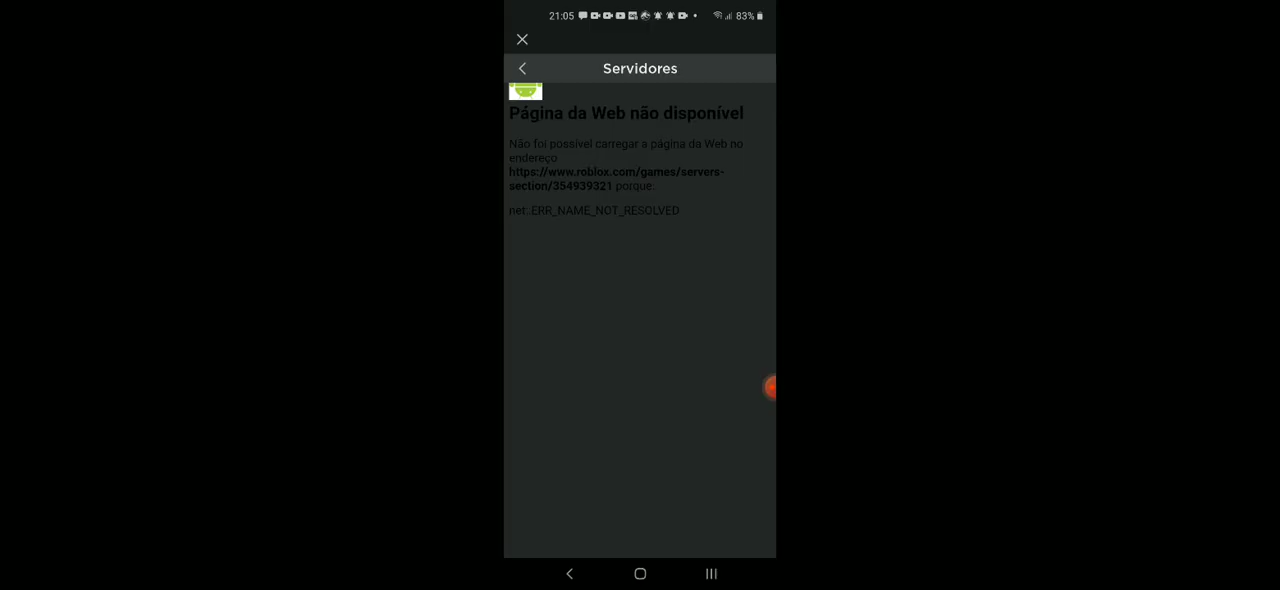 21:05 83%
Servidores
Página da Web não disponível
Não foi possível carregar a página da Web no
endereço
https://www.roblox.com/games/servers-
section/354939321 porque:
net::ERR_NAME_NOT_RESOLVED